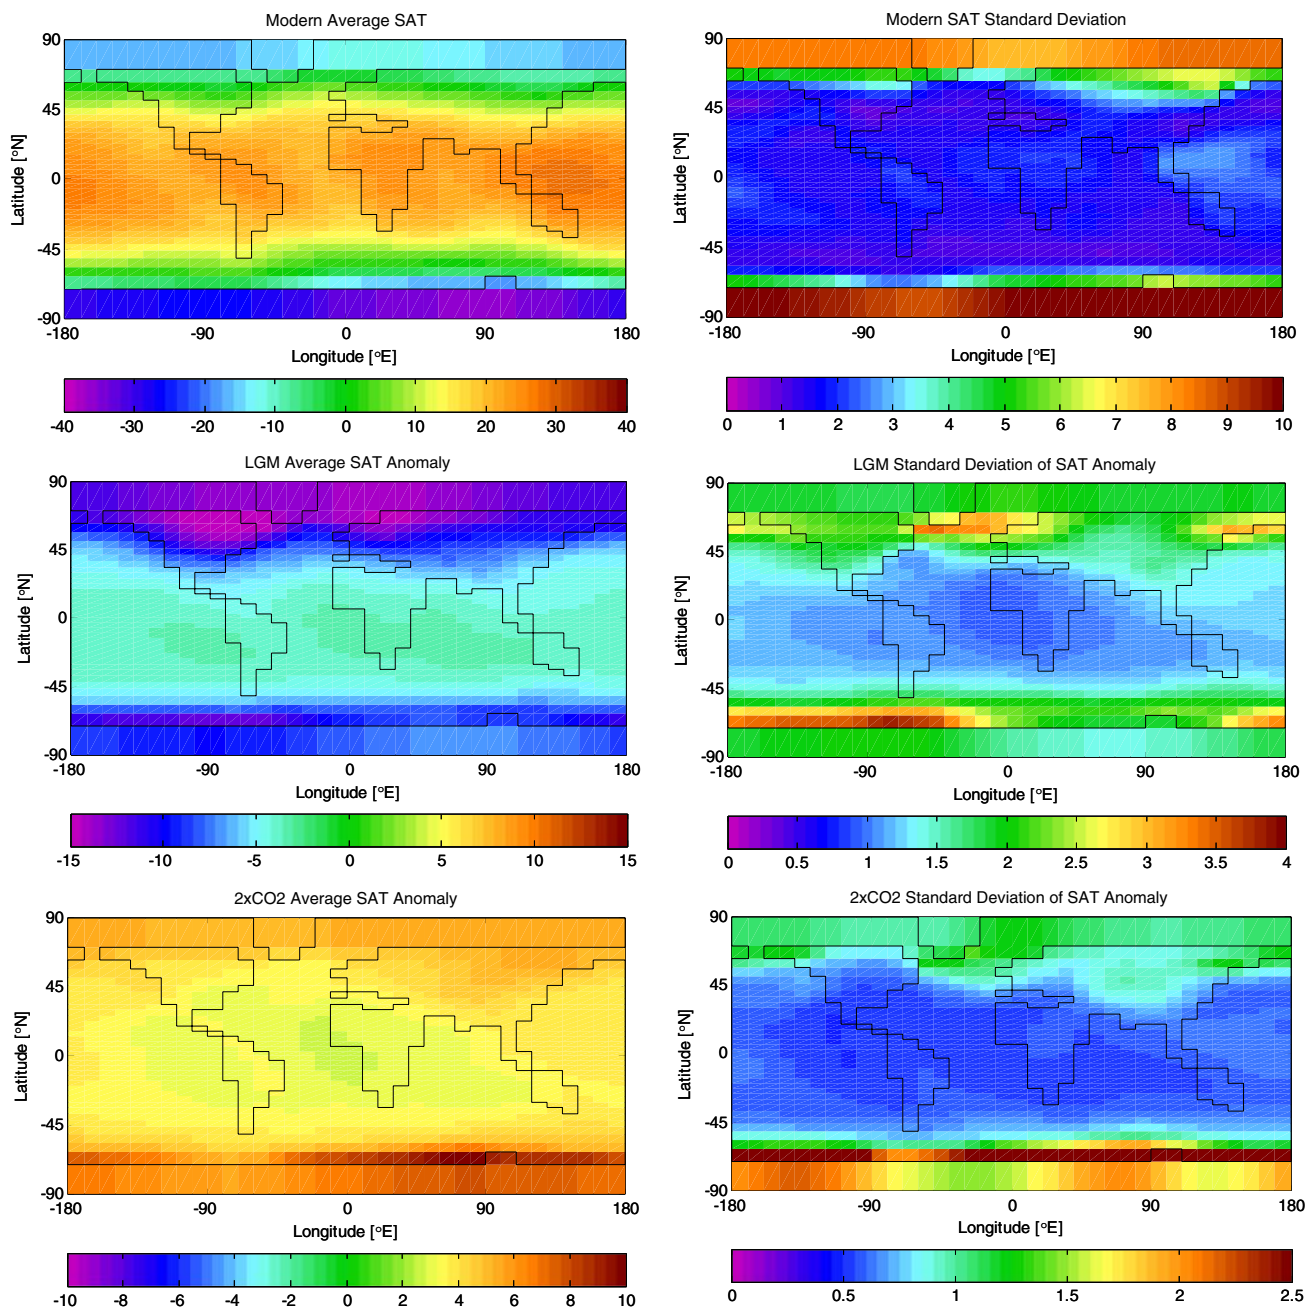 Modern Average SAT
Latitude [°N]
90
45
0
-45
-90
-180 -90 0 90 180
Longitude [°E]
-40 -30 -20 -10 0 10 20 30 40
Modern SAT Standard Deviation
Latitude [°N]
90
45
0
-45
-90
-180 -90 0 90 180
Longitude [°E]
0 1 2 3 4 5 6 7 8 9 10
LGM Average SAT Anomaly
Latitude [°N]
90
45
0
-45
-90
-180 -90 0 90 180
Longitude [°E]
-15 -10 -5 0 5 10 15
LGM Standard Deviation of SAT Anomaly
Latitude [°N]
90
45
0
-45
-90
-180 -90 0 90 180
Longitude [°E]
0 0.5 1 1.5 2 2.5 3 3.5 4
2xCO2 Average SAT Anomaly
Latitude [°N]
90
45
0
-45
-90
-180 -90 0 90 180
Longitude [°E]
-10 -8 -6 -4 -2 0 2 4 6 8 10
2xCO2 Standard Deviation of SAT Anomaly
Latitude [°N]
90
45
0
-45
-90
-180 -90 0 90 180
Longitude [°E]
0 0.5 1 1.5 2 2.5